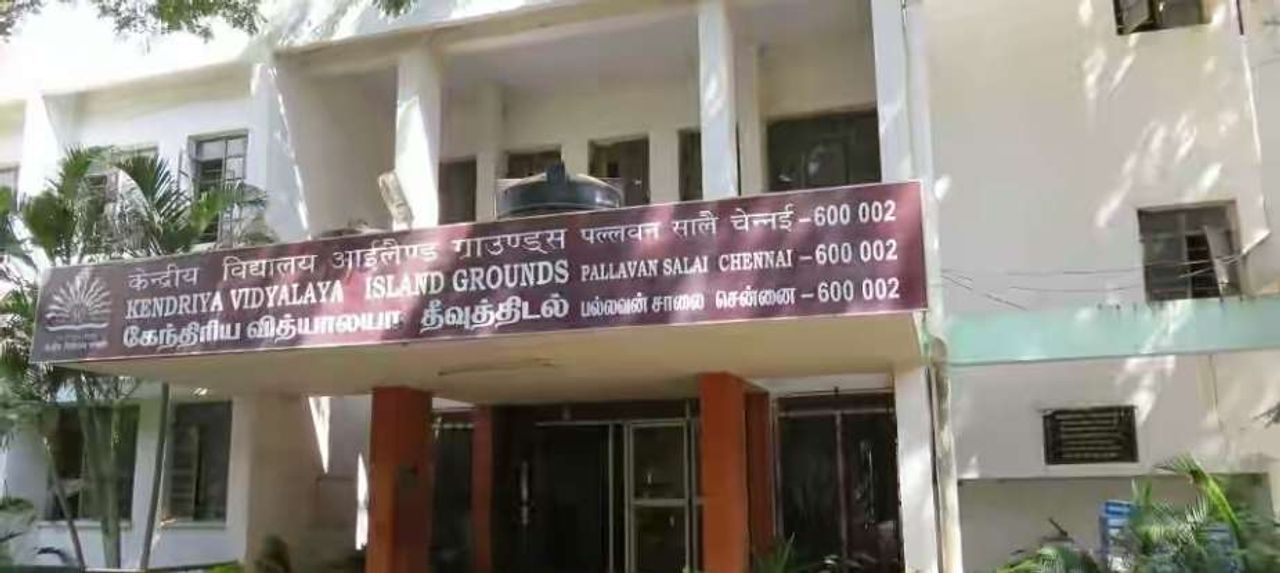 केन्द्रीय विद्यालय आईलैण्ड ग्राउण्ड्स पल्लवन सालै चेन्नई – 600 002
KENDRIYA VIDYALAYA ISLAND GROUNDS PALLAVAN SALAI CHENNAI – 600 002
கேந்திரிய வித்யாலயா தீவுத்திடல் பல்லவன் சாலை சென்னை – 600 002